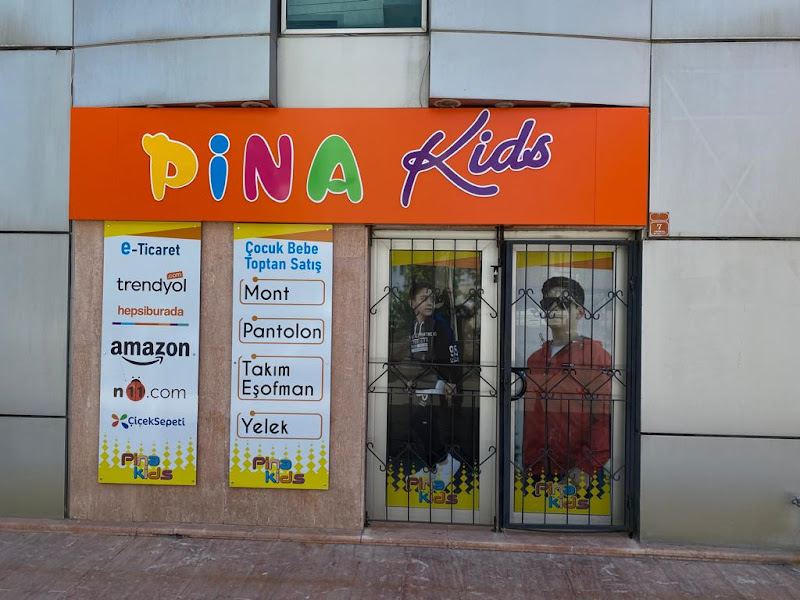 PiNA Kids
7
e-Ticaret
trendyol.com
hepsiburada
amazon
n11.com
ÇiçekSepeti
Pina
kids
Çocuk Bebe
Toptan Satış
Mont
Pantolon
Takım
Eşofman
Yelek
Pina
kids
Pina
kids
Pina
kids